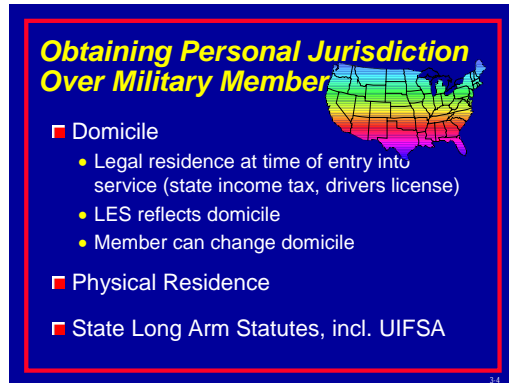 Obtaining Personal Jurisdiction
Over Military Member
Domicile
• Legal residence at time of entry into
service (state income tax, drivers license)
• LES reflects domicile
• Member can change domicile
Physical Residence
State Long Arm Statutes, incl. UIFSA
3-4